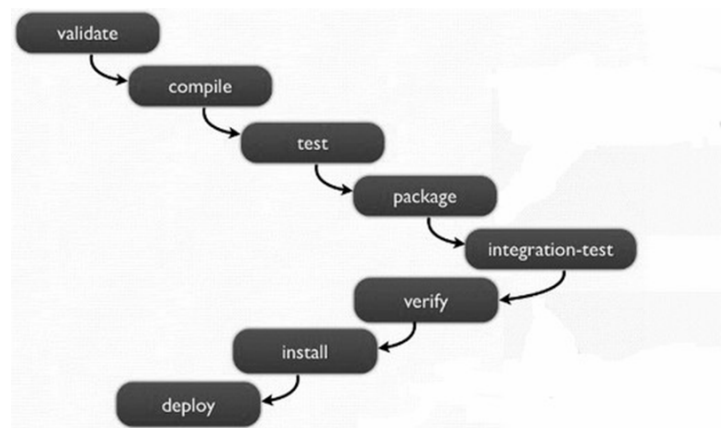 validate
compile
test
package
integration-test
verify
install
deploy